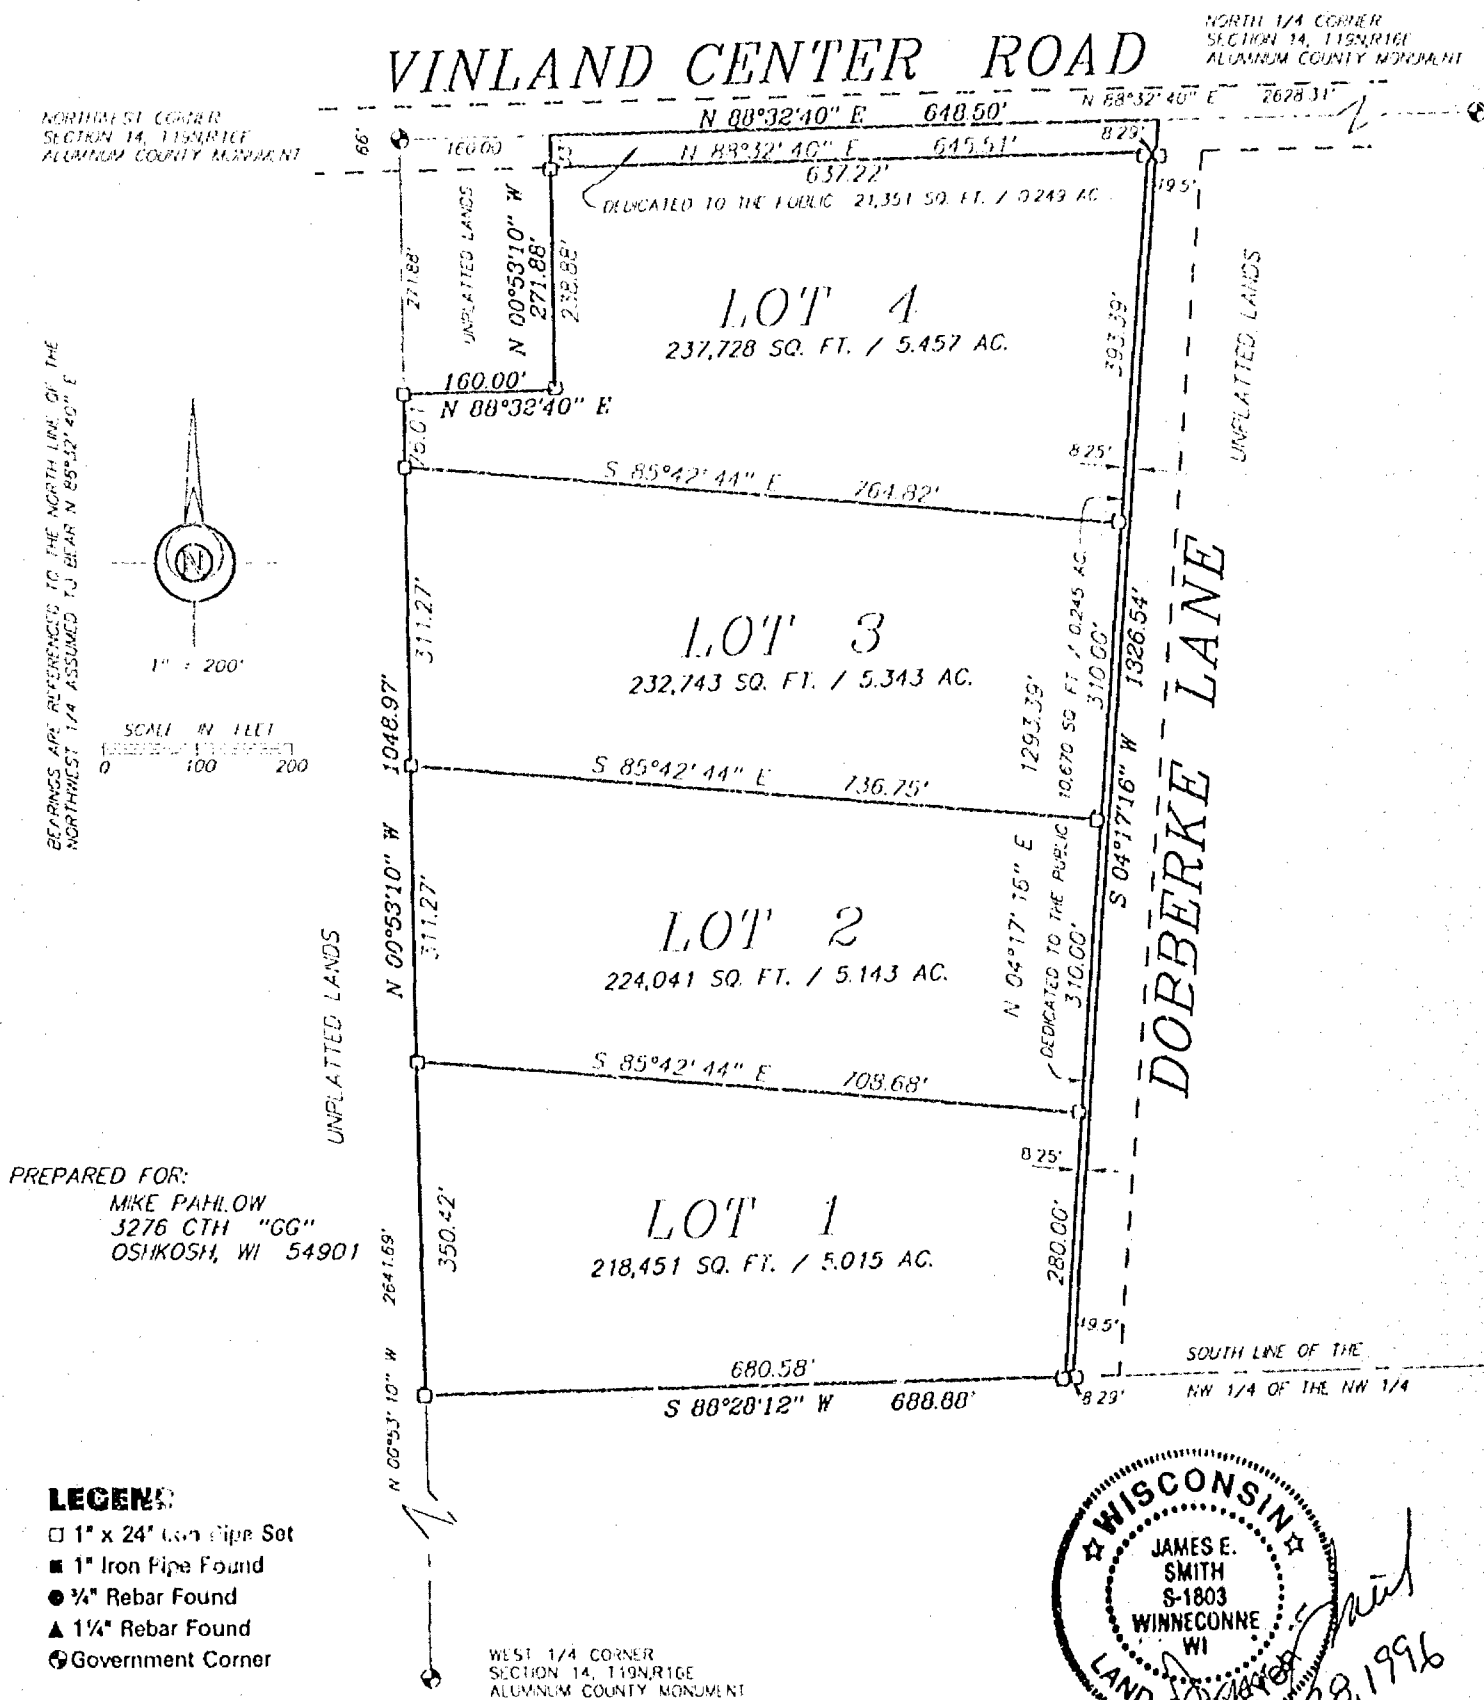 VINLAND CENTER ROAD
NORTH 1/4 CORNER
SECTION 14, T19N,R16E
ALUMINUM COUNTY MONUMENT
NORTHWEST CORNER
SECTION 14, T19N,R16E
ALUMINUM COUNTY MONUMENT
66'
160.00
N 88°32'40" E 648.50'
N 88°32'40" E 2628.31'
8.29'
N 88°32'40" E 645.51'
637.22'
DEDICATED TO THE PUBLIC 21,351 SQ. FT. / 0.249 AC.
19.5'
271.88'
UNPLATTED LANDS
N 00°53'10" W
271.88'
238.88'
LOT 4
237,728 SQ. FT. / 5.457 AC.
393.39'
UNPLATTED LANDS
160.00'
N 88°32'40" E
76.01'
8.25'
S 85°42'44" E 764.82'
BEARINGS ARE REFERENCED TO THE NORTH LINE OF THE
NORTHWEST 1/4 ASSUMED TO BEAR N 88°32'40" E
N
1" = 200'
SCALE IN FEET
0 100 200
311.27'
LOT 3
232,743 SQ. FT. / 5.343 AC.
1293.39'
N 04°17'16" E
DEDICATED TO THE PUBLIC 10,670 SQ FT / 0.245 AC.
310.00'
1326.54'
S 04°17'16" W
DOBBERKE LANE
1048.97'
N 00°53'10" W
S 85°42'44" E 736.75'
311.27'
LOT 2
224,041 SQ. FT. / 5.143 AC.
310.00'
UNPLATTED LANDS
S 85°42'44" E 708.68'
8.25'
PREPARED FOR:
MIKE PAHLOW
3276 CTH "GG"
OSHKOSH, WI 54901
2641.69'
N 00°53'10" W
350.42'
LOT 1
218,451 SQ. FT. / 5.015 AC.
280.00'
19.5'
680.58'
S 88°28'12" W 688.88'
8.29'
SOUTH LINE OF THE
NW 1/4 OF THE NW 1/4
LEGEND
1" x 24" Iron Pipe Set
1" Iron Pipe Found
¾" Rebar Found
1¼" Rebar Found
Government Corner
WEST 1/4 CORNER
SECTION 14, T19N,R16E
ALUMINUM COUNTY MONUMENT
WISCONSIN
JAMES E.
SMITH
S-1803
WINNECONNE
WI
LAND
28, 1996